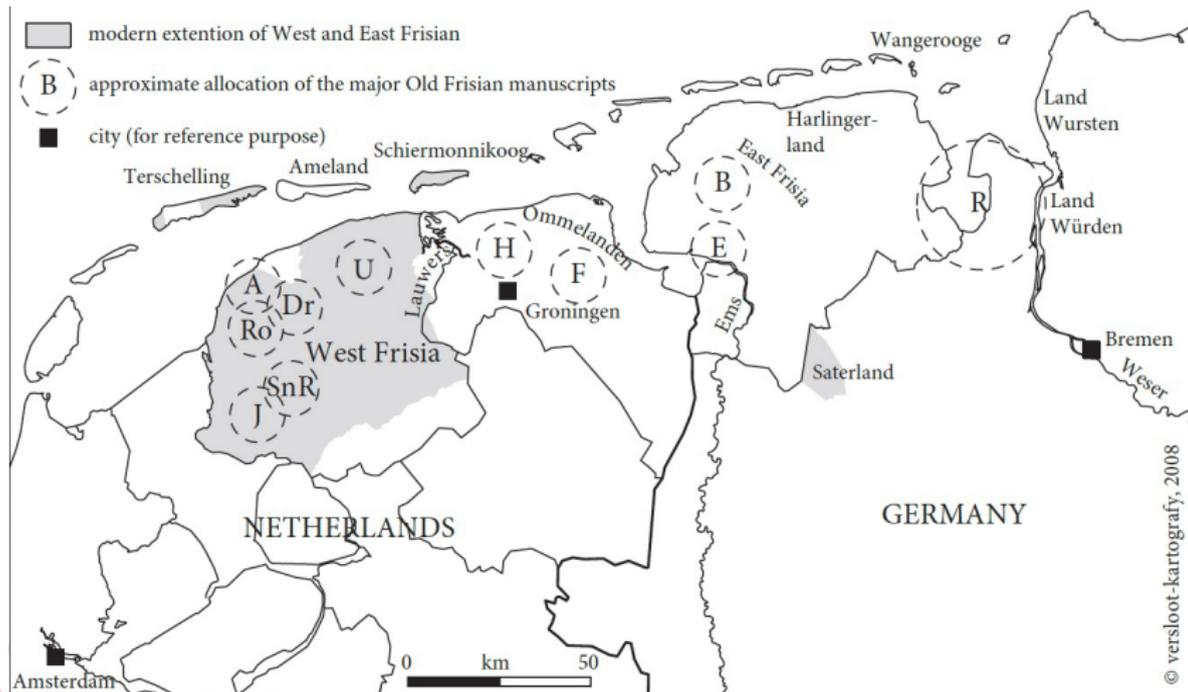 modern extention of West and East Frisian
B
approximate allocation of the major Old Frisian manuscripts
city (for reference purpose)
Wangerooge
Land
Wursten
Harlinger-
land
Schiermonnikoog
Ameland
Terschelling
East Frisia
B
R
Land
Würden
Ommelanden
H
E
U
F
Lauwers
A
Dr
Groningen
Ems
Ro
West Frisia
Bremen
Saterland
Weser
SnR
J
NETHERLANDS
GERMANY
0 km 50
Amsterdam
© versloot-kartografy, 2008